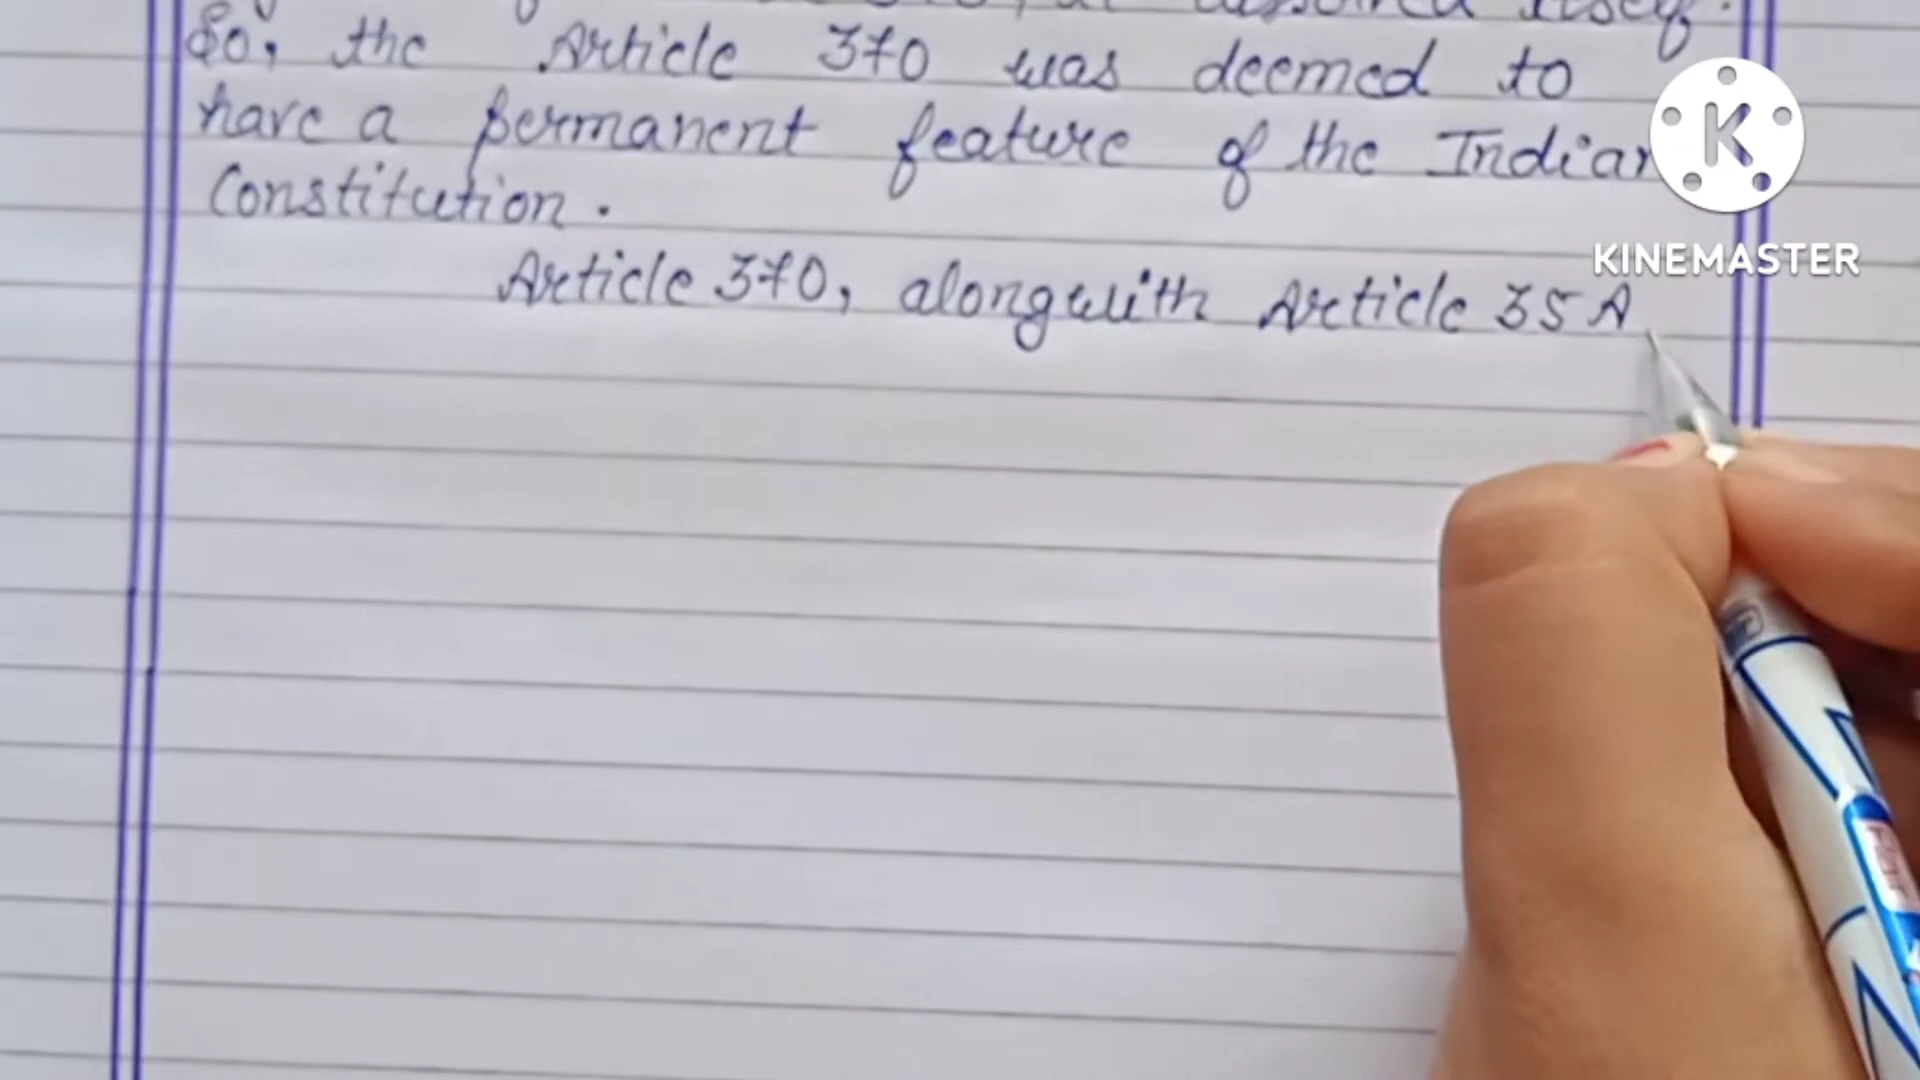 itself.
So, the Article 370 was deemed to
have a permanent feature of the Indian
Constitution.
Article 370, alongwith Article 35A
K
KINEMASTER